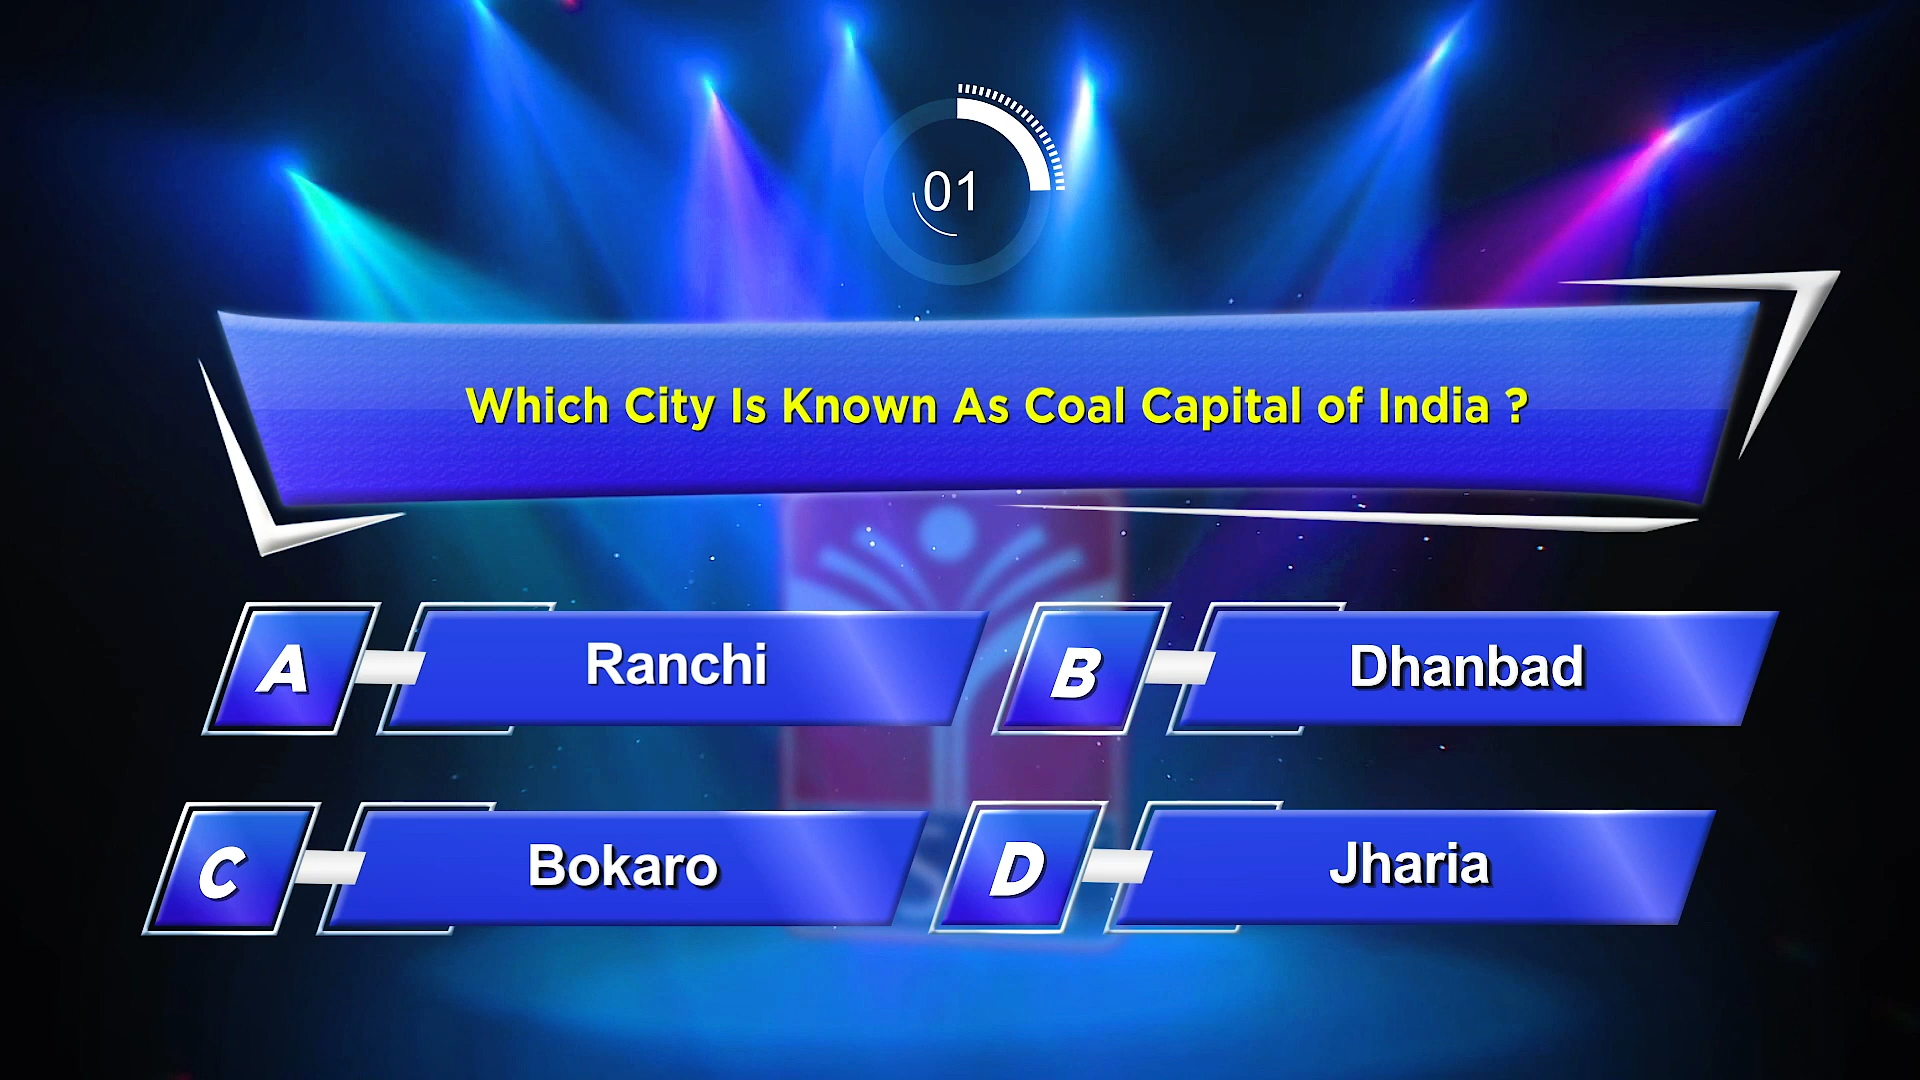 01
Which City Is Known As Coal Capital of India ?
A Ranchi
B Dhanbad
C Bokaro
D Jharia